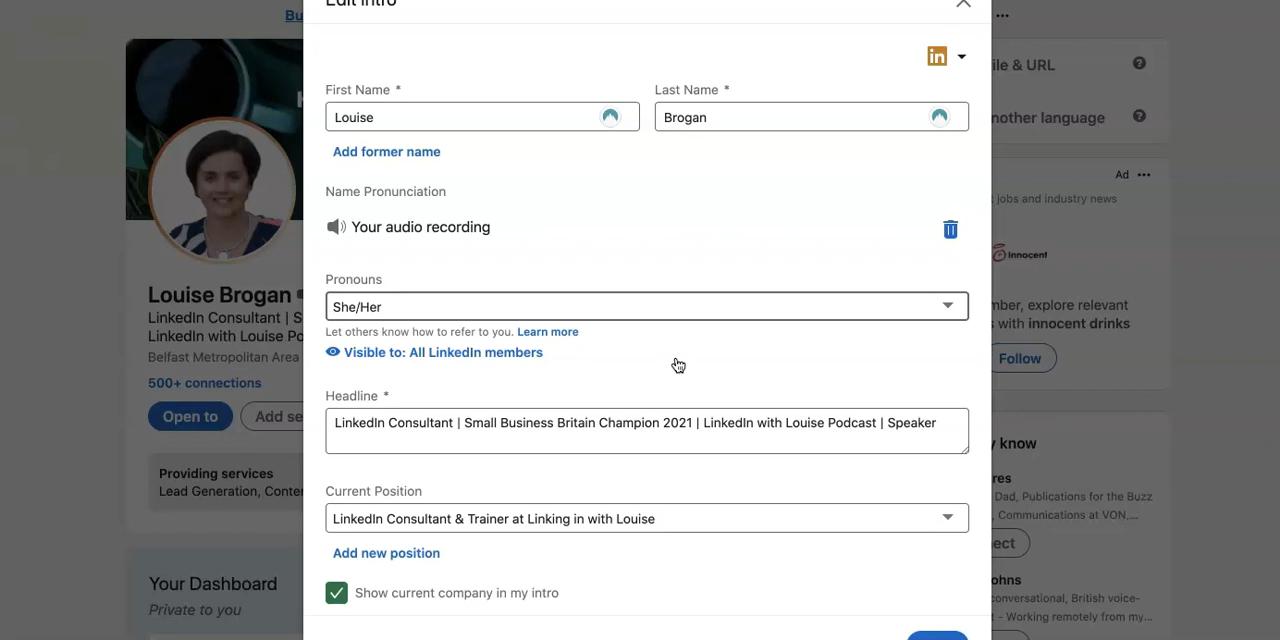 Bu
Edit intro
in
First Name *
Last Name *
Louise
Brogan
Add former name
Name Pronunciation
Your audio recording
Pronouns
She/Her
Let others know how to refer to you. Learn more
Visible to: All LinkedIn members
Headline *
LinkedIn Consultant | Small Business Britain Champion 2021 | LinkedIn with Louise Podcast | Speaker
Current Position
LinkedIn Consultant & Trainer at Linking in with Louise
Add new position
Show current company in my intro
Louise Brogan
LinkedIn Consultant | S
LinkedIn with Louise Po
Belfast Metropolitan Area
500+ connections
Open to
Add se
Providing services
Lead Generation, Conter
Your Dashboard
Private to you
ile & URL
nother language
Ad
jobs and industry news
innocent
mber, explore relevant
s with innocent drinks
Follow
y know
res
Dad, Publications for the Buzz
, Communications at VON,...
ect
ohns
conversational, British voice-
t - Working remotely from my...